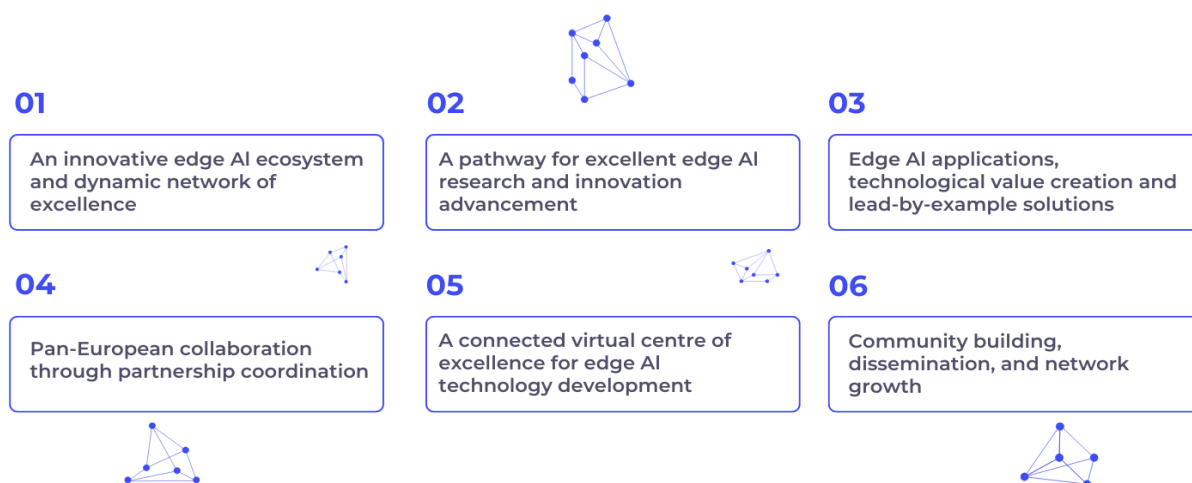 01
An innovative edge AI ecosystem
and dynamic network of
excellence
02
A pathway for excellent edge AI
research and innovation
advancement
03
Edge AI applications,
technological value creation and
lead-by-example solutions
04
Pan-European collaboration
through partnership coordination
05
A connected virtual centre of
excellence for edge AI
technology development
06
Community building,
dissemination, and network
growth